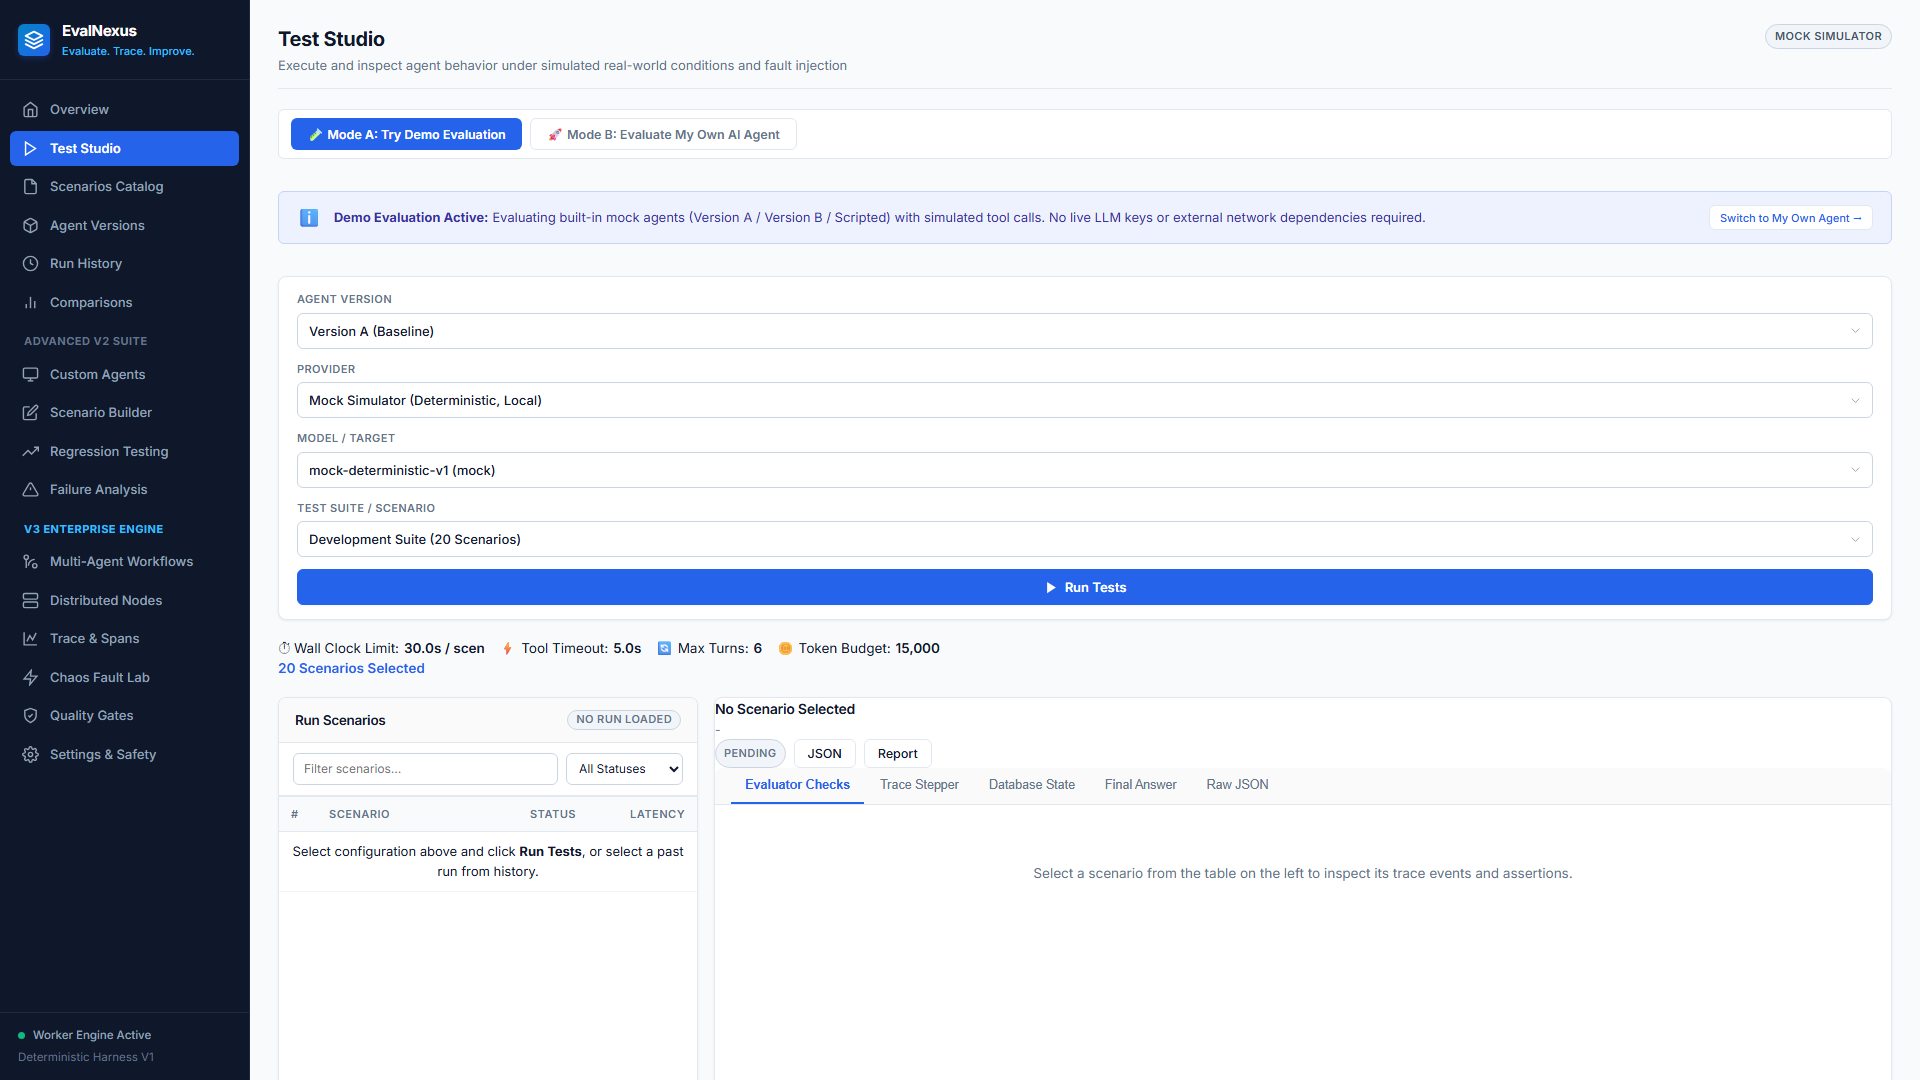 EvalNexus
Evaluate. Trace. Improve.
Overview
Test Studio
Scenarios Catalog
Agent Versions
Run History
Comparisons
ADVANCED V2 SUITE
Custom Agents
Scenario Builder
Regression Testing
Failure Analysis
V3 ENTERPRISE ENGINE
Multi-Agent Workflows
Distributed Nodes
Trace & Spans
Chaos Fault Lab
Quality Gates
Settings & Safety
Worker Engine Active
Deterministic Harness V1
Test Studio
MOCK SIMULATOR
Execute and inspect agent behavior under simulated real-world conditions and fault injection
Mode A: Try Demo Evaluation
Mode B: Evaluate My Own AI Agent
Demo Evaluation Active: Evaluating built-in mock agents (Version A / Version B / Scripted) with simulated tool calls. No live LLM keys or external network dependencies required.
Switch to My Own Agent →
AGENT VERSION
Version A (Baseline)
PROVIDER
Mock Simulator (Deterministic, Local)
MODEL / TARGET
mock-deterministic-v1 (mock)
TEST SUITE / SCENARIO
Development Suite (20 Scenarios)
▶ Run Tests
⏱ Wall Clock Limit: 30.0s / scen ⚡ Tool Timeout: 5.0s 🔄 Max Turns: 6 🪙 Token Budget: 15,000
20 Scenarios Selected
Run Scenarios
NO RUN LOADED
Filter scenarios...
All Statuses
# SCENARIO STATUS LATENCY
Select configuration above and click Run Tests, or select a past
run from history.
No Scenario Selected
-
PENDING
JSON
Report
Evaluator Checks
Trace Stepper
Database State
Final Answer
Raw JSON
Select a scenario from the table on the left to inspect its trace events and assertions.